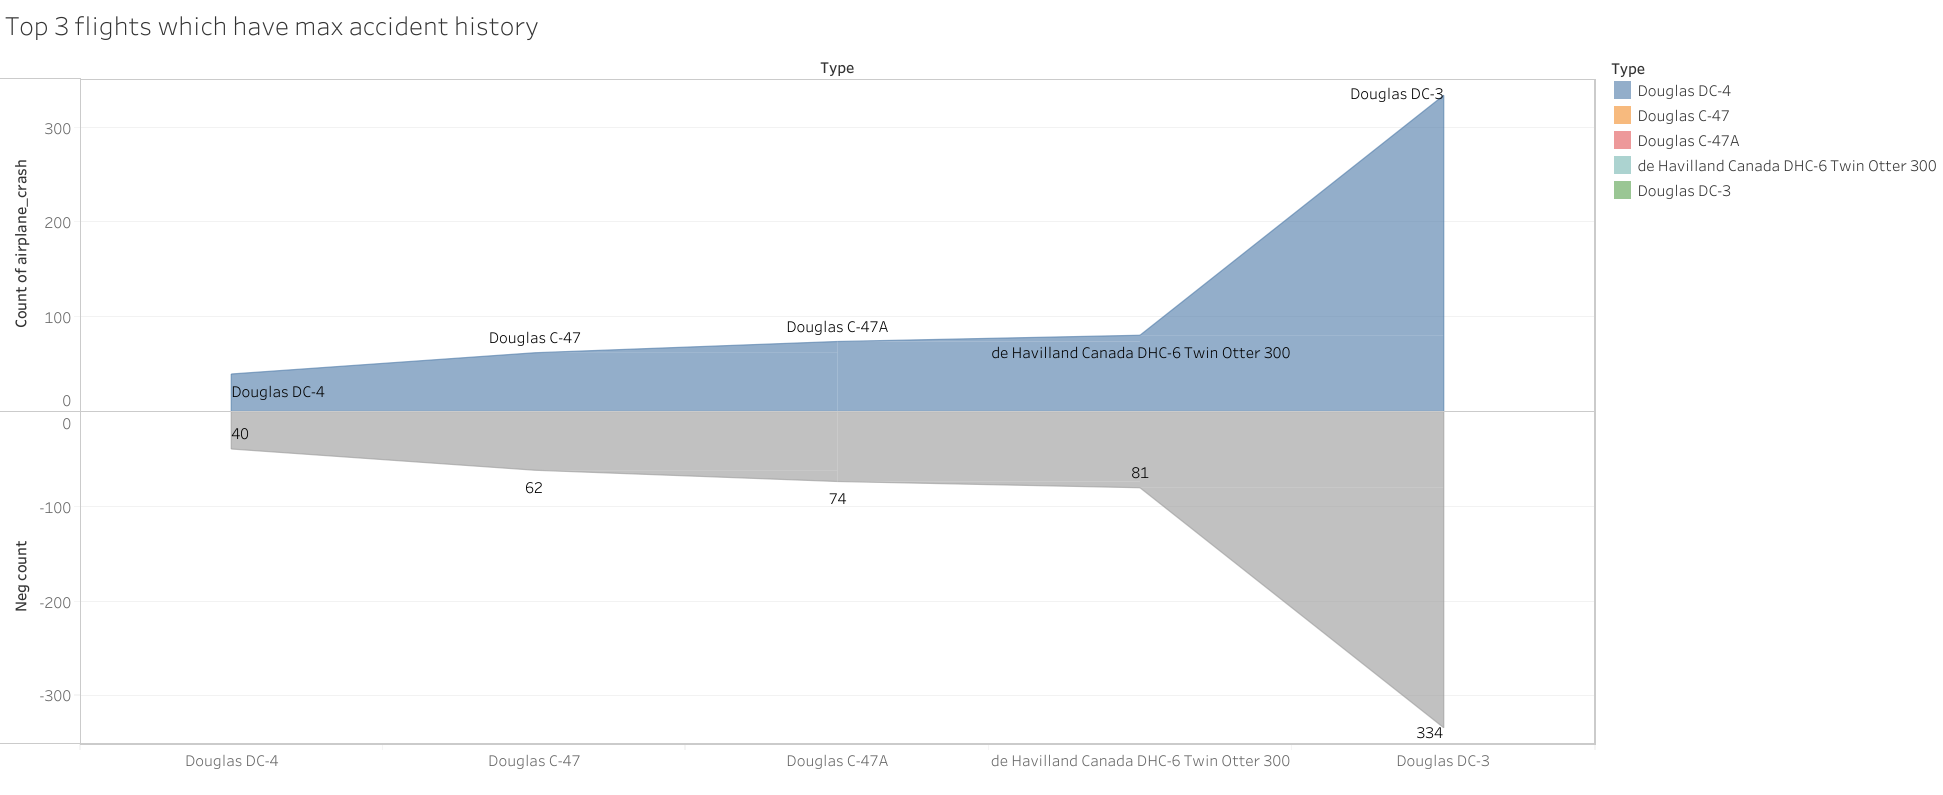 Top 3 flights which have max accident history
Type
Count of airplane_crash
300
200
100
0
Douglas DC-3
Douglas C-47
Douglas C-47A
de Havilland Canada DHC-6 Twin Otter 300
Douglas DC-4
Neg count
0
-100
-200
-300
40
62
74
81
334
Douglas DC-4
Douglas C-47
Douglas C-47A
de Havilland Canada DHC-6 Twin Otter 300
Douglas DC-3
Type
Douglas DC-4
Douglas C-47
Douglas C-47A
de Havilland Canada DHC-6 Twin Otter 300
Douglas DC-3